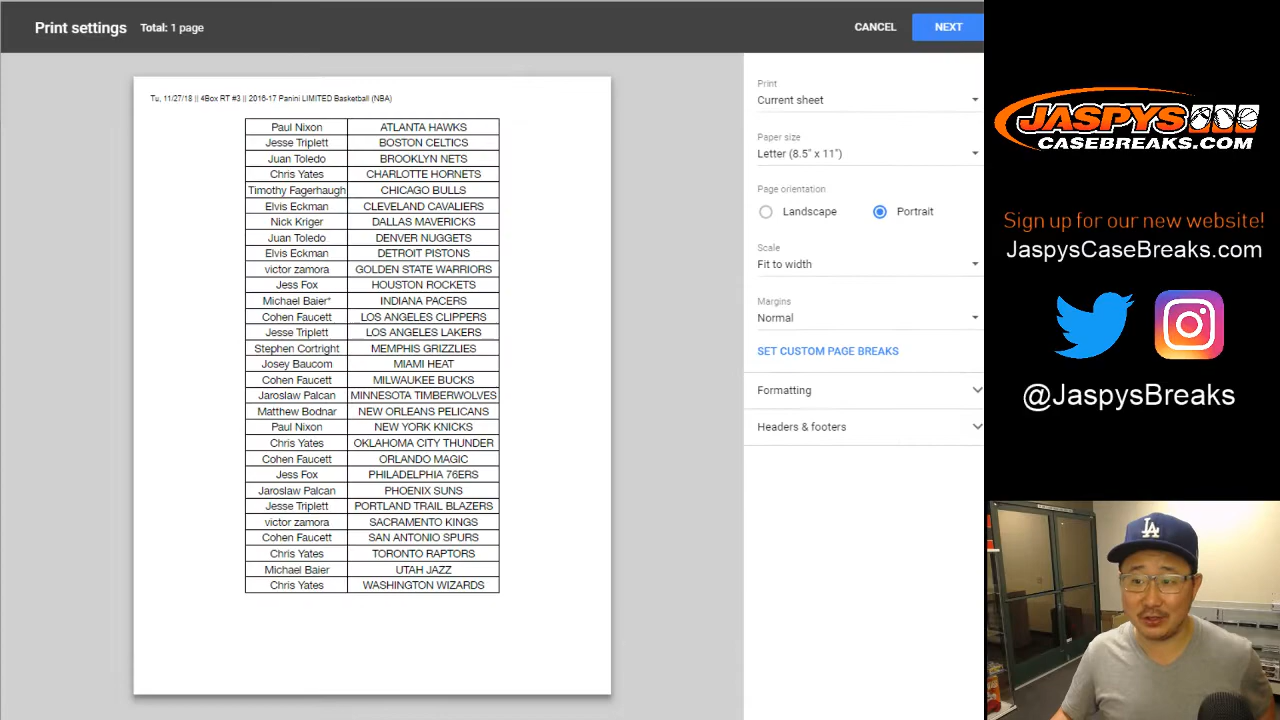 Print settings Total: 1 page CANCEL NEXT
Tu, 11/27/18 || 4Box RT #3 || 2016-17 Panini LIMITED Basketball (NBA)
Paul Nixon ATLANTA HAWKS
Jesse Triplett BOSTON CELTICS
Juan Toledo BROOKLYN NETS
Chris Yates CHARLOTTE HORNETS
Timothy Fagerhaugh CHICAGO BULLS
Elvis Eckman CLEVELAND CAVALIERS
Nick Kriger DALLAS MAVERICKS
Juan Toledo DENVER NUGGETS
Elvis Eckman DETROIT PISTONS
victor zamora GOLDEN STATE WARRIORS
Jess Fox HOUSTON ROCKETS
Michael Baier* INDIANA PACERS
Cohen Faucett LOS ANGELES CLIPPERS
Jesse Triplett LOS ANGELES LAKERS
Stephen Cortright MEMPHIS GRIZZLIES
Josey Baucom MIAMI HEAT
Cohen Faucett MILWAUKEE BUCKS
Jaroslaw Palcan MINNESOTA TIMBERWOLVES
Matthew Bodnar NEW ORLEANS PELICANS
Paul Nixon NEW YORK KNICKS
Chris Yates OKLAHOMA CITY THUNDER
Cohen Faucett ORLANDO MAGIC
Jess Fox PHILADELPHIA 76ERS
Jaroslaw Palcan PHOENIX SUNS
Jesse Triplett PORTLAND TRAIL BLAZERS
victor zamora SACRAMENTO KINGS
Cohen Faucett SAN ANTONIO SPURS
Chris Yates TORONTO RAPTORS
Michael Baier UTAH JAZZ
Chris Yates WASHINGTON WIZARDS
Print
Current sheet
Paper size
Letter (8.5" x 11")
Page orientation
Landscape Portrait
Scale
Fit to width
Margins
Normal
SET CUSTOM PAGE BREAKS
Formatting
Headers & footers
JASPYS
CASEBREAKS.COM
Sign up for our new website!
JaspysCaseBreaks.com
@JaspysBreaks
LA